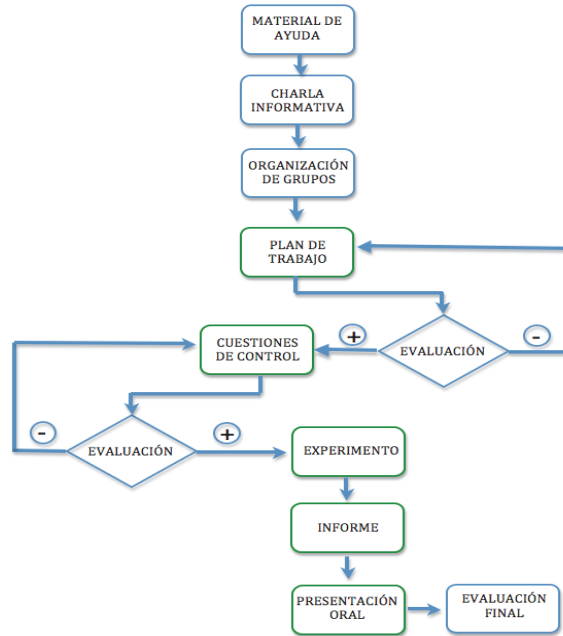 MATERIAL DE
AYUDA
CHARLA
INFORMATIVA
ORGANIZACIÓN
DE GRUPOS
PLAN DE
TRABAJO
CUESTIONES
DE CONTROL
+
EVALUACIÓN
-
-
EVALUACIÓN
+
EXPERIMENTO
INFORME
PRESENTACIÓN
ORAL
EVALUACIÓN
FINAL